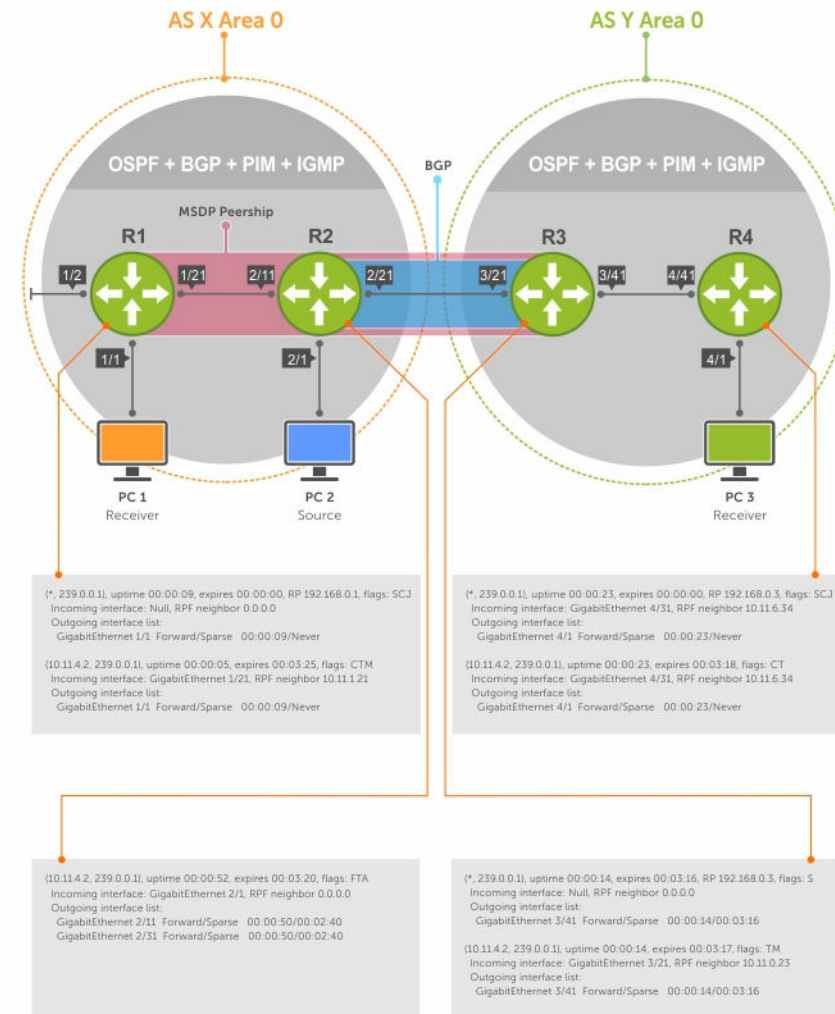 AS X Area 0
AS Y Area 0
OSPF + BGP + PIM + IGMP
BGP
OSPF + BGP + PIM + IGMP
MSDP Peership
R1
R2
R3
R4
1/2
1/21
2/11
2/21
3/21
3/41
4/41
1/1
2/1
4/1
PC 1
Receiver
PC 2
Source
PC 3
Receiver
(*, 239.0.0.1), uptime 00:00:09, expires 00:00:00, RP 192.168.0.1, flags: SCJ
Incoming interface: Null, RPF neighbor 0.0.0.0
Outgoing interface list:
GigabitEthernet 1/1 Forward/Sparse 00:00:09/Never
(10.11.4.2, 239.0.0.1), uptime 00:00:05, expires 00:03:25, flags: CTM
Incoming interface: GigabitEthernet 1/21, RPF neighbor 10.11.1.21
Outgoing interface list:
GigabitEthernet 1/1 Forward/Sparse 00:00:09/Never
(*, 239.0.0.1), uptime 00:00:23, expires 00:00:00, RP 192.168.0.3, flags: SCJ
Incoming interface: GigabitEthernet 4/31, RPF neighbor 10.11.6.34
Outgoing interface list:
GigabitEthernet 4/1 Forward/Sparse 00:00:23/Never
(10.11.4.2, 239.0.0.1), uptime 00:00:23, expires 00:03:18, flags: CT
Incoming interface: GigabitEthernet 4/31, RPF neighbor 10.11.6.34
Outgoing interface list:
GigabitEthernet 4/1 Forward/Sparse 00:00:23/Never
(10.11.4.2, 239.0.0.1), uptime 00:00:52, expires 00:03:20, flags: FTA
Incoming interface: GigabitEthernet 2/1, RPF neighbor 0.0.0.0
Outgoing interface list:
GigabitEthernet 2/11 Forward/Sparse 00:00:50/00:02:40
GigabitEthernet 2/31 Forward/Sparse 00:00:50/00:02:40
(*, 239.0.0.1), uptime 00:00:14, expires 00:03:16, RP 192.168.0.3, flags: S
Incoming interface: Null, RPF neighbor 0.0.0.0
Outgoing interface list:
GigabitEthernet 3/41 Forward/Sparse 00:00:14/00:03:16
(10.11.4.2, 239.0.0.1), uptime 00:00:14, expires 00:03:17, flags: TM
Incoming interface: GigabitEthernet 3/21, RPF neighbor 10.11.0.23
Outgoing interface list:
GigabitEthernet 3/41 Forward/Sparse 00:00:14/00:03:16